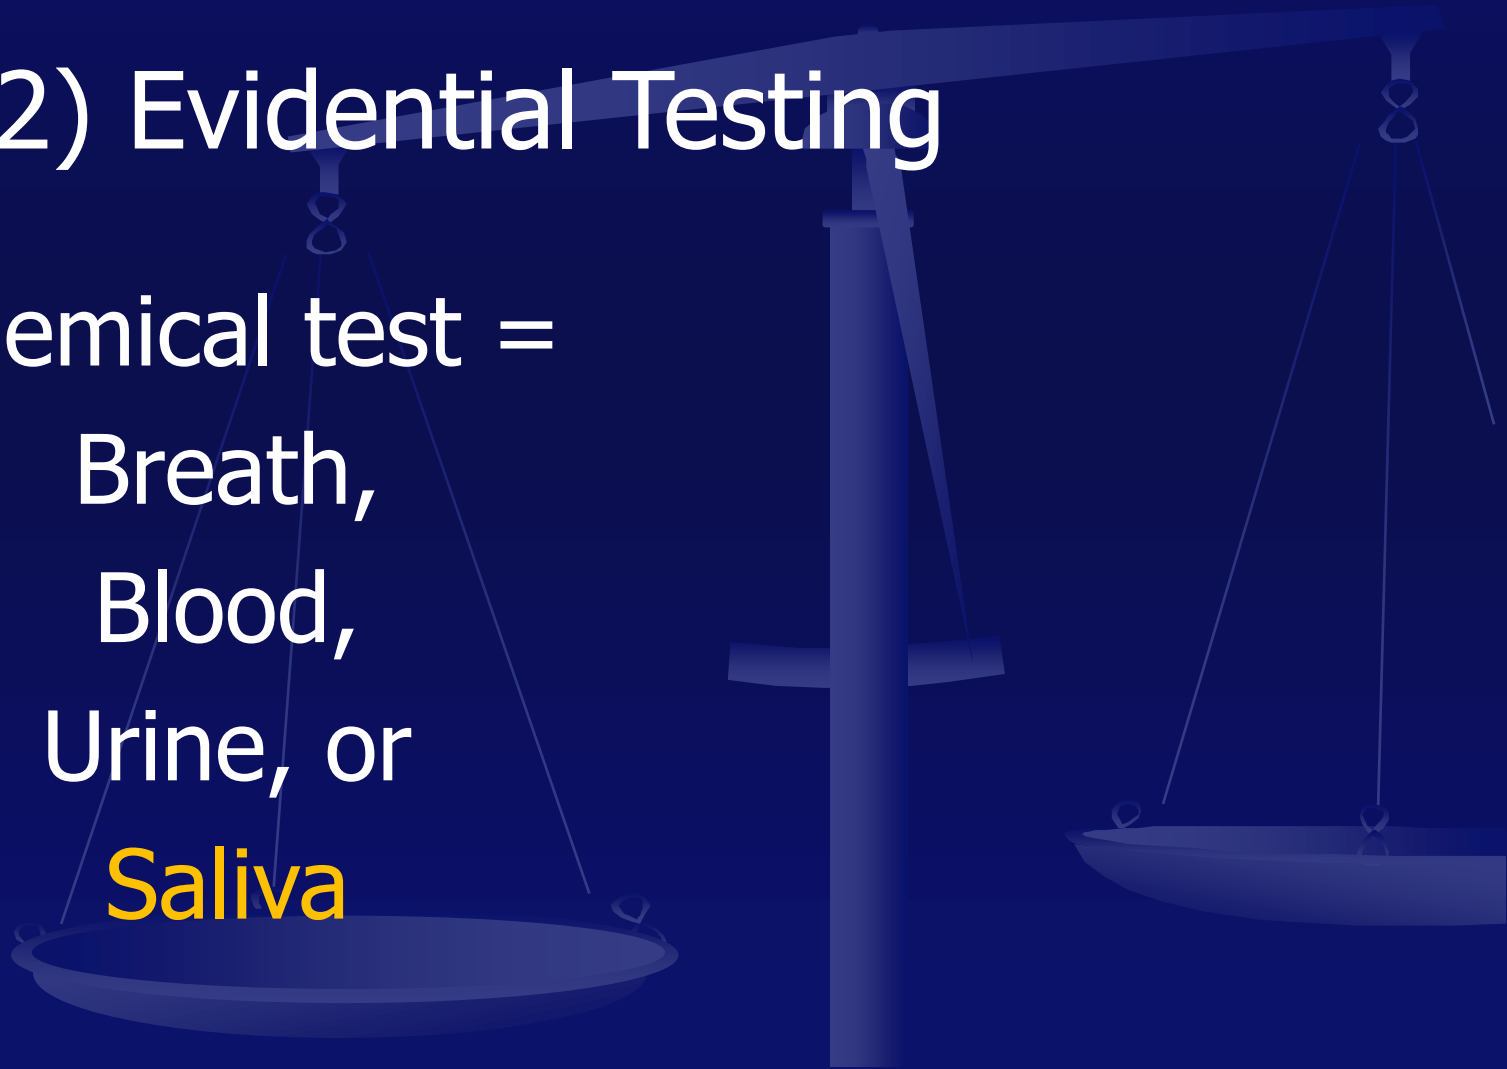 2) Evidential Testing
emical test =
Breath,
Blood,
Urine, or
Saliva